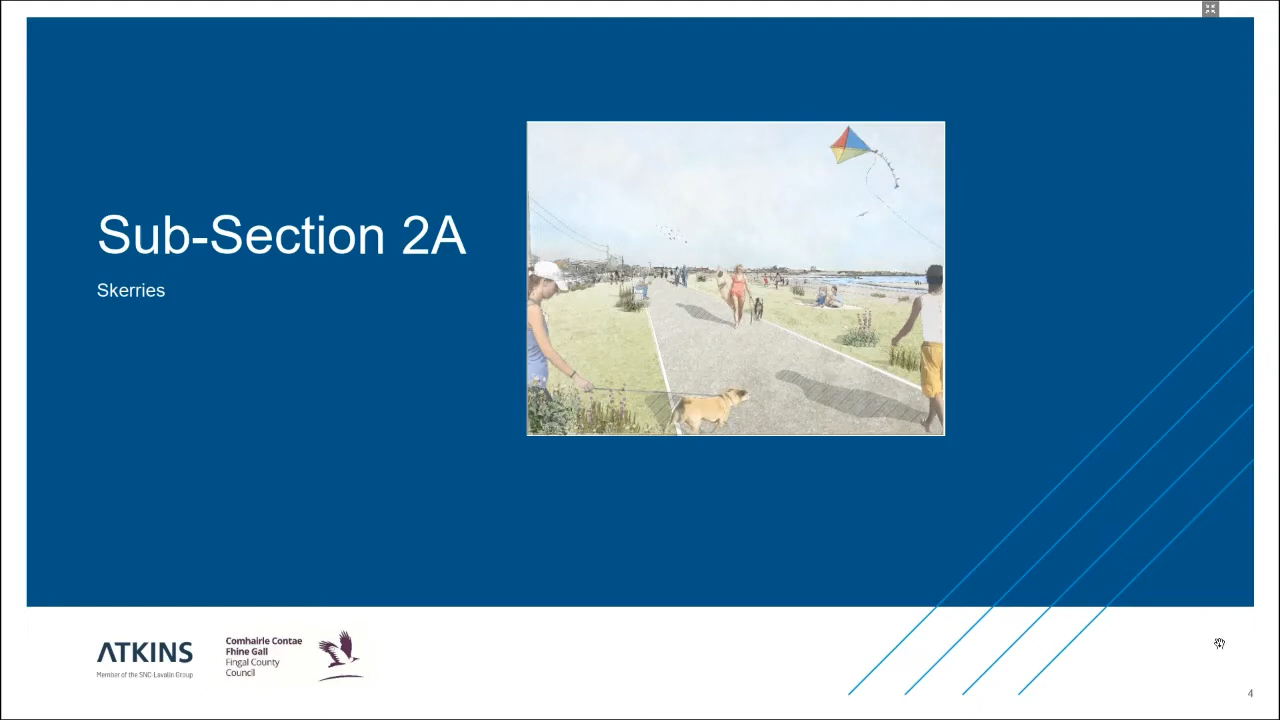 Sub-Section 2A
Skerries
ATKINS
Member of the SNC-Lavalin Group
Comhairle Contae
Fhine Gall
Fingal County
Council
4